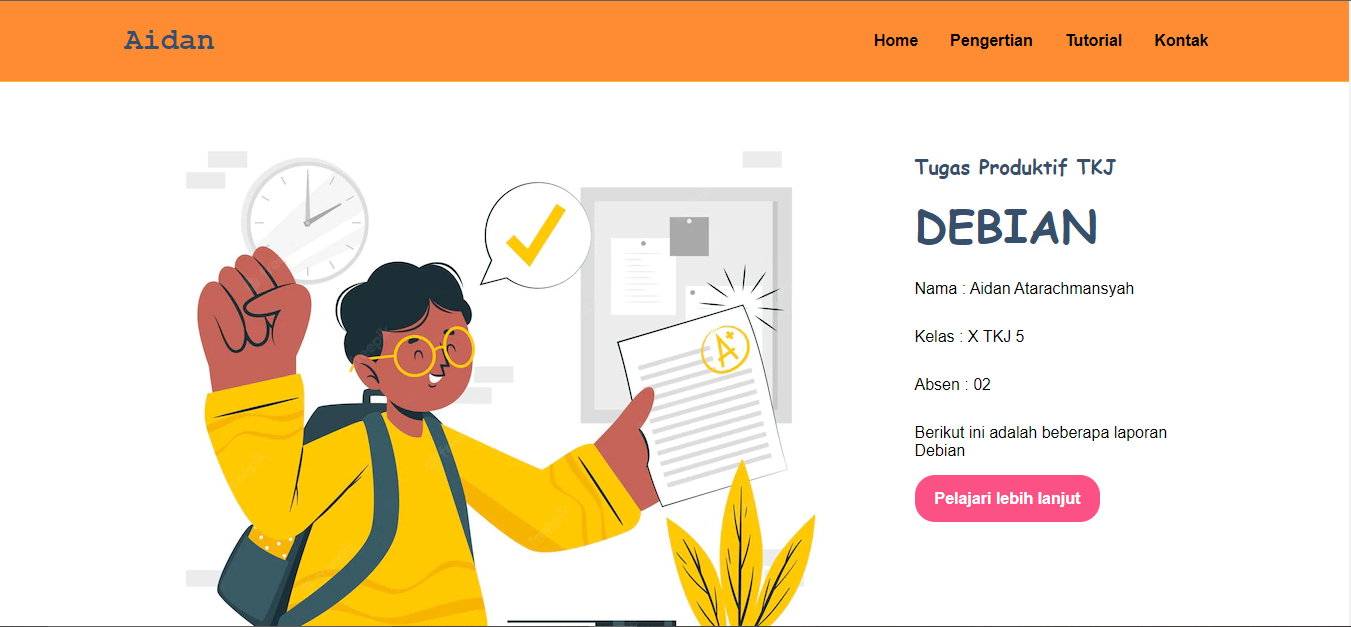 Aidan
Home Pengertian Tutorial Kontak
Tugas Produktif TKJ
DEBIAN
Nama : Aidan Atarachmansyah
Kelas : X TKJ 5
Absen : 02
Berikut ini adalah beberapa laporan
Debian
Pelajari lebih lanjut
A+